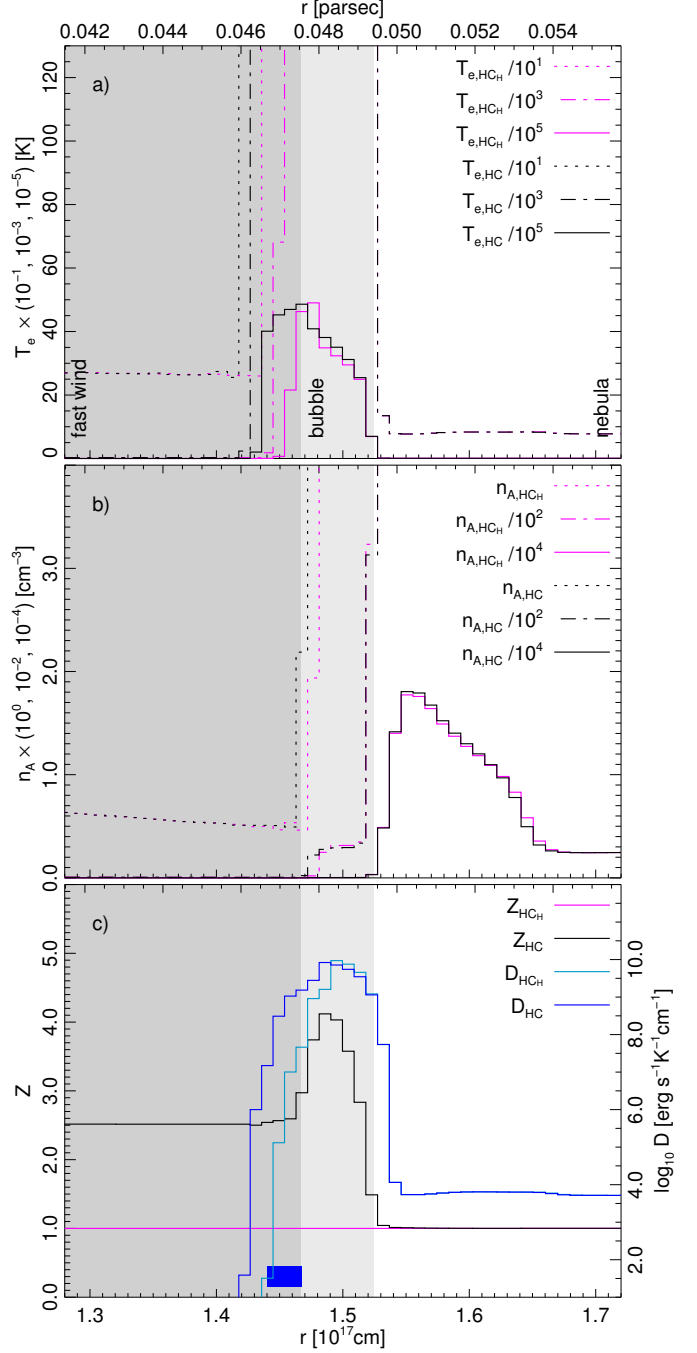 r [parsec]
0.042 0.044 0.046 0.048 0.050 0.052 0.054
a)
T_e × (10^-1, 10^-3, 10^-5) [K]
120
100
80
60
40
20
0
T_e,HC_H /10^1
T_e,HC_H /10^3
T_e,HC_H /10^5
T_e,HC /10^1
T_e,HC /10^3
T_e,HC /10^5
fast wind
bubble
nebula
b)
n_A × (10^0, 10^-2, 10^-4) [cm^-3]
3.0
2.0
1.0
0.0
n_A,HC_H
n_A,HC_H /10^2
n_A,HC_H /10^4
n_A,HC
n_A,HC /10^2
n_A,HC /10^4
c)
Z
5.0
4.0
3.0
2.0
1.0
0.0
Z_HC_H
Z_HC
D_HC_H
D_HC
10.0
8.0
6.0
4.0
2.0
log_10 D [erg s^-1K^-1cm^-1]
1.3 1.4 1.5 1.6 1.7
r [10^17cm]